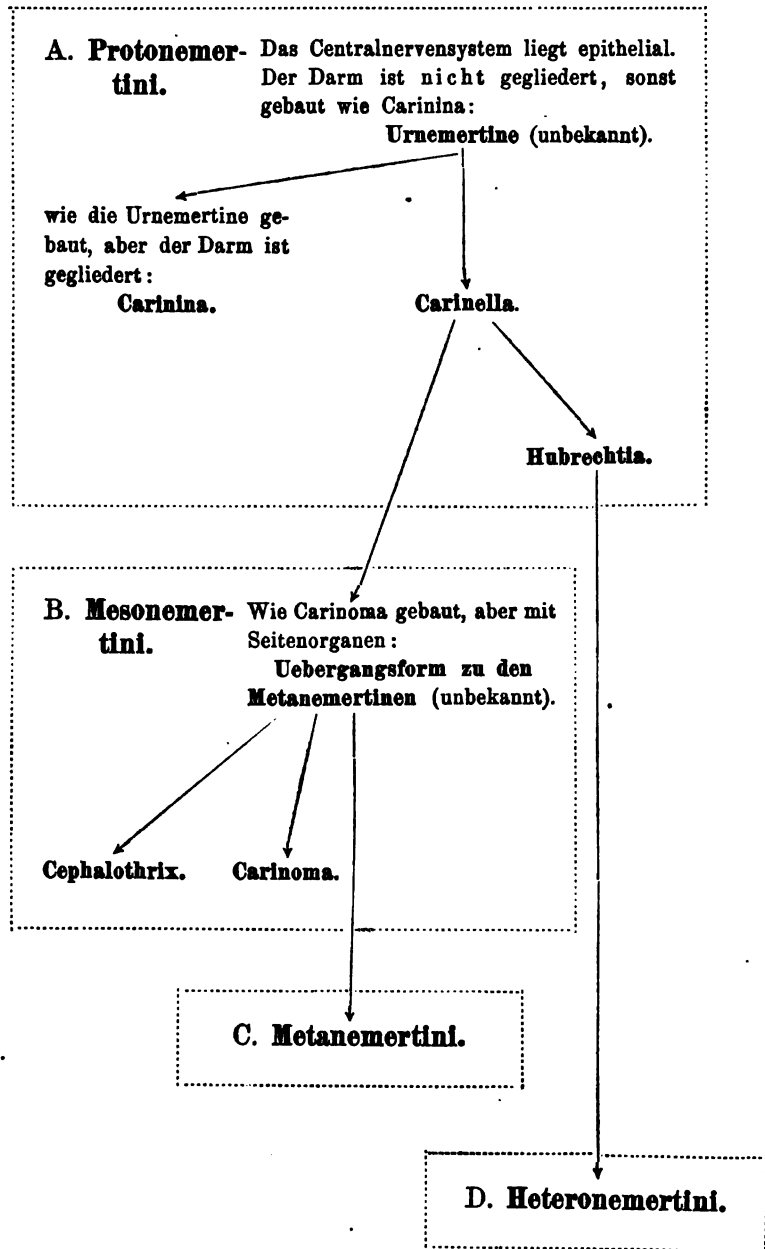 A. Protonemer-
tini.
Das Centralnervensystem liegt epithelial.
Der Darm ist nicht gegliedert, sonst
gebaut wie Carinina:
Urnemertine (unbekannt).
wie die Urnemertine ge-
baut, aber der Darm ist
gegliedert:
Carinina.
Carinella.
Hubrechtia.
B. Mesonemer-
tini.
Wie Carinoma gebaut, aber mit
Seitenorganen:
Uebergangsform zu den
Metanemertinen (unbekannt).
Cephalothrix.
Carinoma.
C. Metanemertini.
D. Heteronemertini.